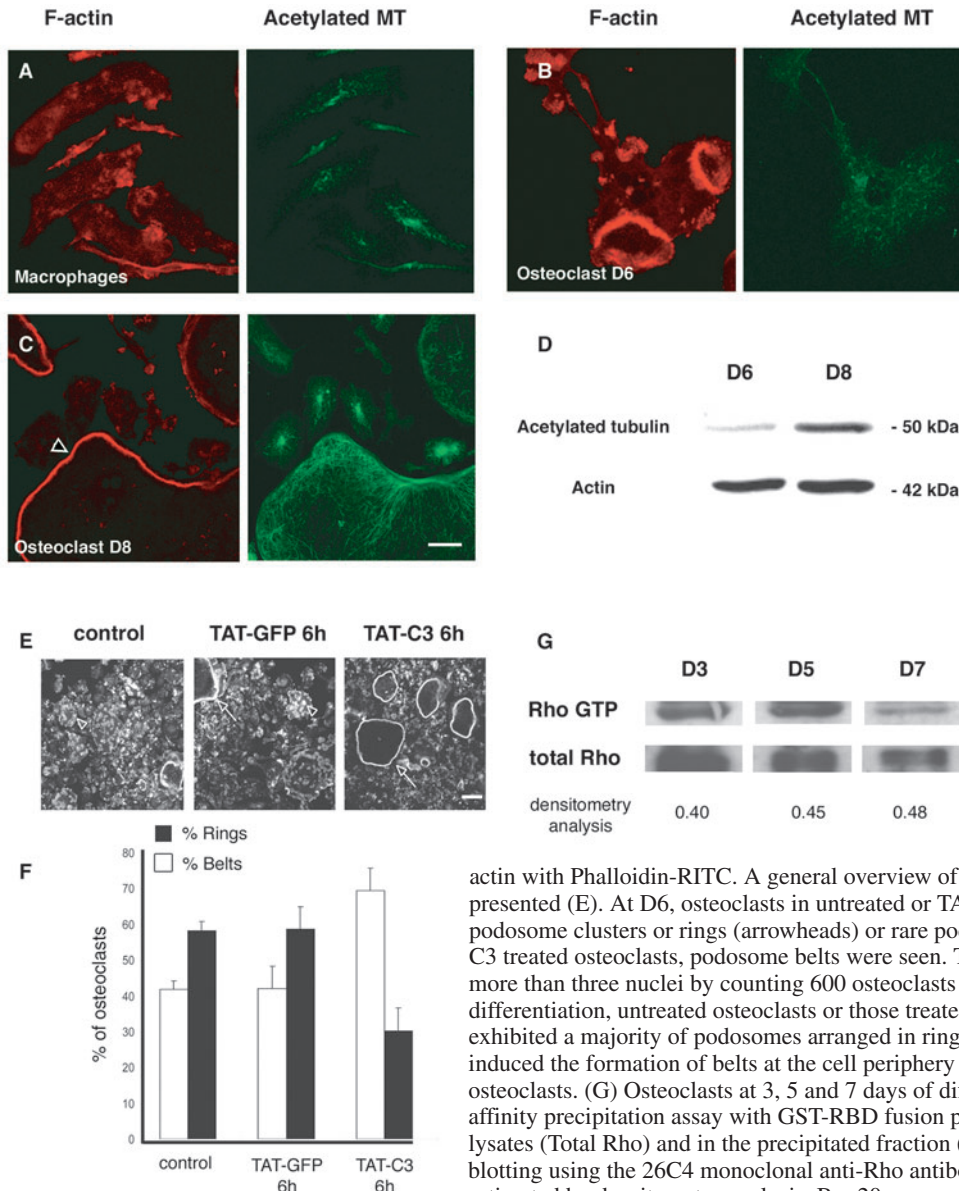 F-actin Acetylated MT F-actin Acetylated MT
A B
Macrophages Osteoclast D6
C D
D6 D8
Acetylated tubulin - 50 kDa
Actin - 42 kDa
Osteoclast D8
E control TAT-GFP 6h TAT-C3 6h
G D3 D5 D7
Rho GTP
total Rho
densitometry analysis 0.40 0.45 0.48
% Rings
% Belts
F
% of osteoclasts
80
70
60
50
40
30
20
10
0
control TAT-GFP 6h TAT-C3 6h
actin with Phalloidin-RITC. A general overview of
presented (E). At D6, osteoclasts in untreated or TA
podosome clusters or rings (arrowheads) or rare po
C3 treated osteoclasts, podosome belts were seen. T
more than three nuclei by counting 600 osteoclasts
differentiation, untreated osteoclasts or those treate
exhibited a majority of podosomes arranged in ring
induced the formation of belts at the cell periphery
osteoclasts. (G) Osteoclasts at 3, 5 and 7 days of di
affinity precipitation assay with GST-RBD fusion p
lysates (Total Rho) and in the precipitated fraction (
blotting using the 26C4 monoclonal anti-Rho antibo